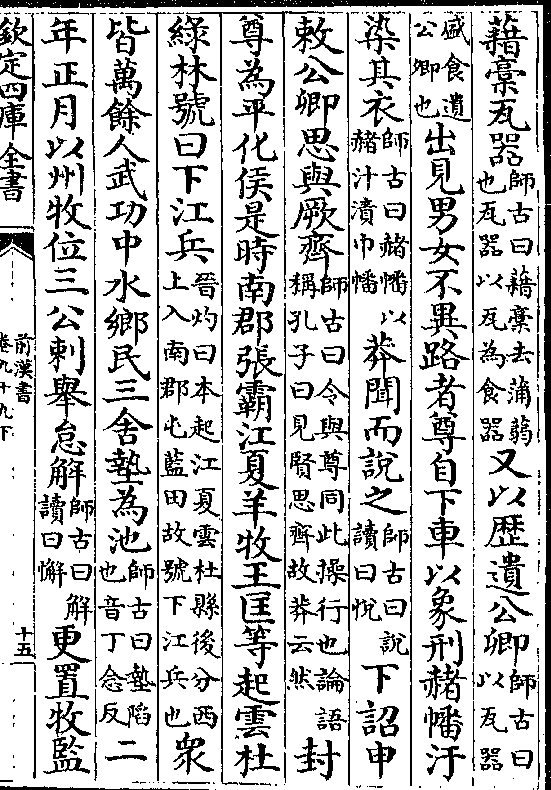 藉槀瓦器師古曰藉槀去蒲蒻也瓦器以瓦為食器又以歴遺公卿師古曰以瓦器
盛食遺公卿也出見男女不異路者尊自下車以象刑赭幡汙
染其衣師古曰赭幡以赭汁漬巾幡莽聞而說之師古曰說讀曰悅下詔申
敕公卿思與厥齊師古曰令與尊同此操行也論語稱孔子曰見賢思齊故莽云然封
尊為平化侯是時南郡張霸江夏羊牧王匡等起雲杜
綠林號曰下江兵晉灼曰本起江夏雲杜縣後分西上入南郡屯藍田故號下江兵也衆
皆萬餘人武功中水鄉民三舍墊為池師古曰墊陷也音丁念反二
年正月以州牧位三公刺舉怠解師古曰解讀曰懈更置牧監
欽定四庫全書
前漢書
卷九十九下
十五